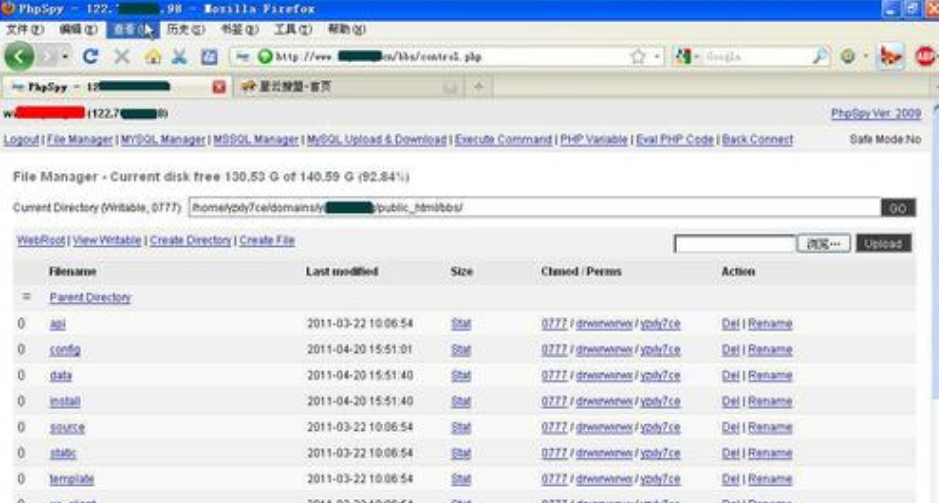 PhpSpy - 122. .98 - Mozilla Firefox
文件(F) 编辑(E) 查看(V) 历史(S) 书签(B) 工具(T) 帮助(H)
http://www. /bbs/control.php Google
PhpSpy - 12 星云搜盟-首页
(122.7 8) PhpSpy Ver: 2009
Logout | File Manager | MYSQL Manager | MSSQL Manager | MySQL Upload & Download | Execute Command | PHP Variable | Eval PHP Code | Back Connect Safe Mode:No
File Manager - Current disk free 130.53 G of 140.59 G (92.84%)
Current Directory (Writable, 0777) /home/ypdy7ce/domains/y /public_html/bbs/ GO
WebRoot | View Writable | Create Directory | Create File 浏览… Upload
Filename Last modified Size Chmod / Perms Action
= Parent Directory
0 api 2011-03-22 10:06:54 Stat 0777 / drwxrwxrwx / ypdy7ce Del | Rename
0 config 2011-04-20 15:51:01 Stat 0777 / drwxrwxrwx / ypdy7ce Del | Rename
0 data 2011-04-20 15:51:40 Stat 0777 / drwxrwxrwx / ypdy7ce Del | Rename
0 install 2011-04-20 15:51:40 Stat 0777 / drwxrwxrwx / ypdy7ce Del | Rename
0 source 2011-03-22 10:06:54 Stat 0777 / drwxrwxrwx / ypdy7ce Del | Rename
0 static 2011-03-22 10:06:54 Stat 0777 / drwxrwxrwx / ypdy7ce Del | Rename
0 template 2011-03-22 10:06:54 Stat 0777 / drwxrwxrwx / ypdy7ce Del | Rename